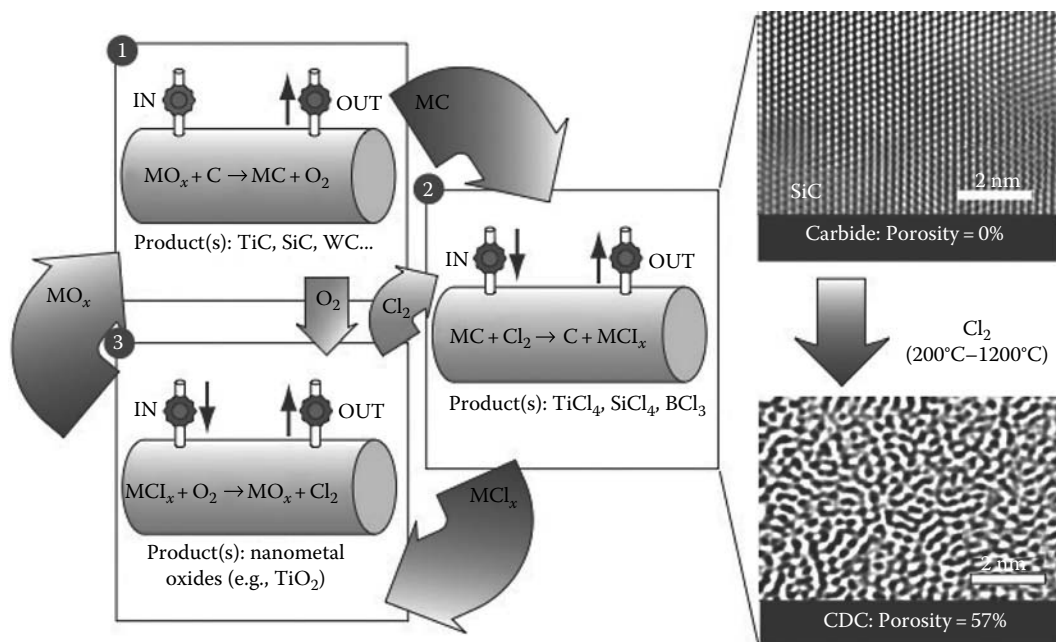 1
IN
OUT
MOₓ + C → MC + O₂
Product(s): TiC, SiC, WC...
MC
2
IN
OUT
MC + Cl₂ → C + MCIₓ
Product(s): TiCl₄, SiCl₄, BCl₃
MOₓ
O₂
Cl₂
3
IN
OUT
MCIₓ + O₂ → MOₓ + Cl₂
Product(s): nanometal
oxides (e.g., TiO₂)
MClₓ
SiC
2 nm
Carbide: Porosity = 0%
Cl₂
(200°C–1200°C)
2 nm
CDC: Porosity = 57%